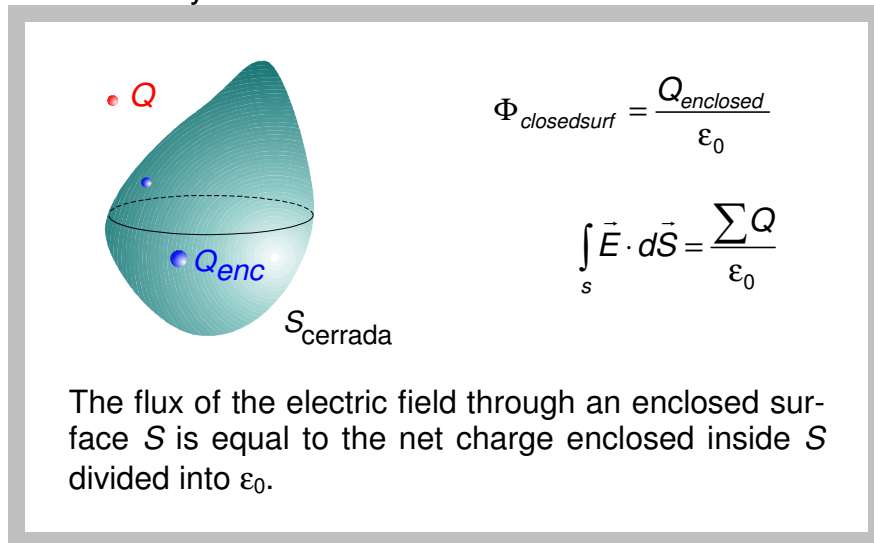 Q
Φ_closedsurf = Q_enclosed / ε₀
∫_s E⃗ · dS⃗ = ∑Q / ε₀
Q_enc
S_cerrada
The flux of the electric field through an enclosed sur-
face S is equal to the net charge enclosed inside S
divided into ε₀.